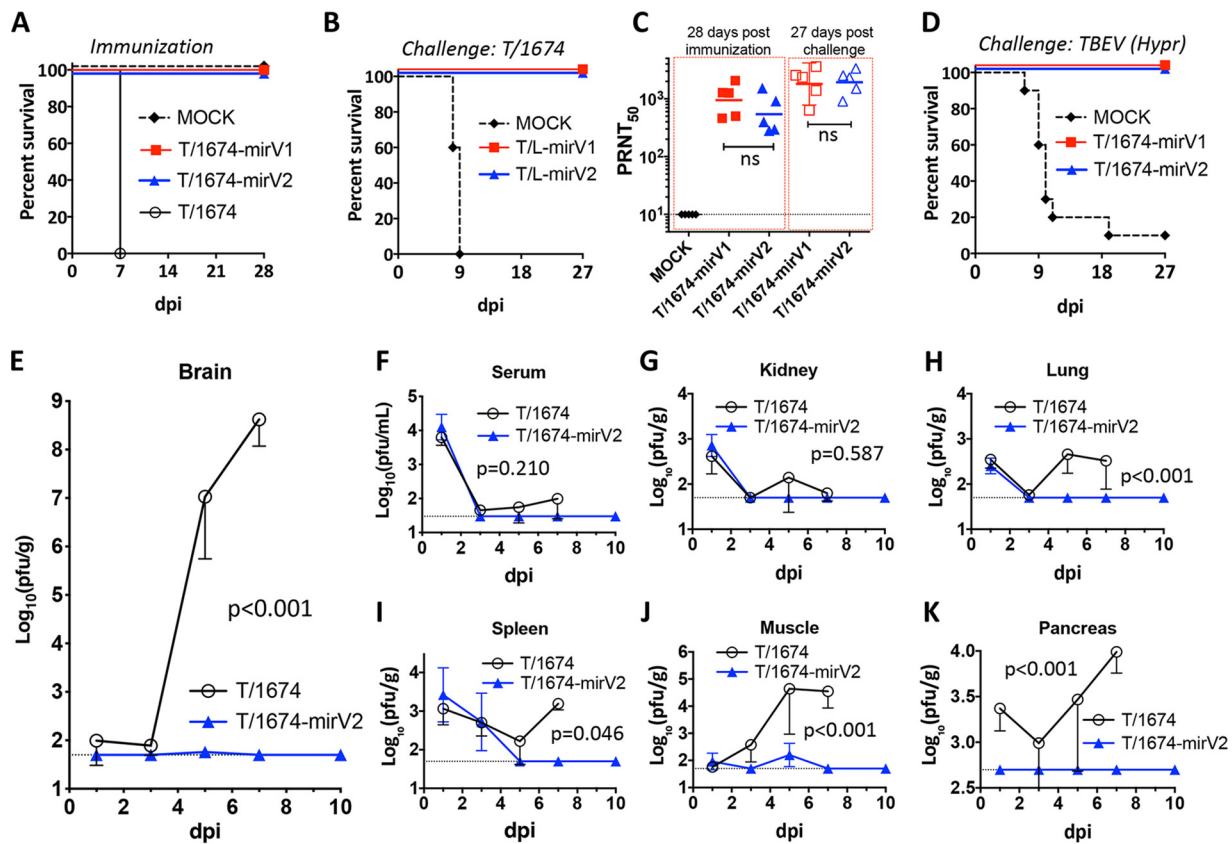 A
Immunization
Percent survival
100
80
60
40
20
0
MOCK
T/1674-mirV1
T/1674-mirV2
T/1674
0 7 14 21 28
dpi
B
Challenge: T/1674
Percent survival
100
80
60
40
20
0
MOCK
T/L-mirV1
T/L-mirV2
0 9 18 27
dpi
C
28 days post
immunization
27 days post
challenge
PRNT50
10³
10²
10¹
ns
ns
MOCK
T/1674-mirV1
T/1674-mirV2
T/1674-mirV1
T/1674-mirV2
D
Challenge: TBEV (Hypr)
Percent survival
100
80
60
40
20
0
MOCK
T/1674-mirV1
T/1674-mirV2
0 9 18 27
dpi
E
Brain
Log10(pfu/g)
9
8
7
6
5
4
3
2
1
p<0.001
T/1674
T/1674-mirV2
0 2 4 6 8 10
dpi
F
Serum
Log10(pfu/mL)
5
4
3
2
1
T/1674
T/1674-mirV2
p=0.210
0 2 4 6 8 10
dpi
G
Kidney
Log10(pfu/g)
4
3
2
1
T/1674
T/1674-mirV2
p=0.587
0 2 4 6 8 10
dpi
H
Lung
Log10(pfu/g)
4
3
2
1
T/1674
T/1674-mirV2
p<0.001
0 2 4 6 8 10
dpi
I
Spleen
Log10(pfu/g)
5
4
3
2
1
T/1674
T/1674-mirV2
p=0.046
0 2 4 6 8 10
dpi
J
Muscle
Log10(pfu/g)
6
5
4
3
2
1
T/1674
T/1674-mirV2
p<0.001
0 2 4 6 8 10
dpi
K
Pancreas
Log10(pfu/g)
4.0
3.5
3.0
2.5
p<0.001
T/1674
T/1674-mirV2
0 2 4 6 8 10
dpi